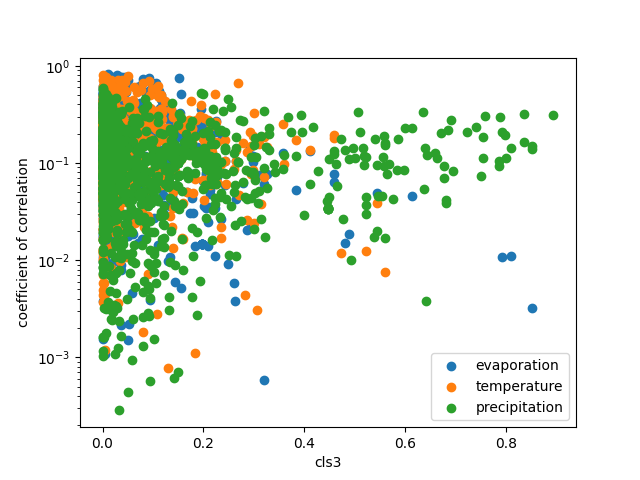 10⁰
10⁻¹
10⁻²
10⁻³
coefficient of correlation
0.0 0.2 0.4 0.6 0.8
cls3
evaporation
temperature
precipitation